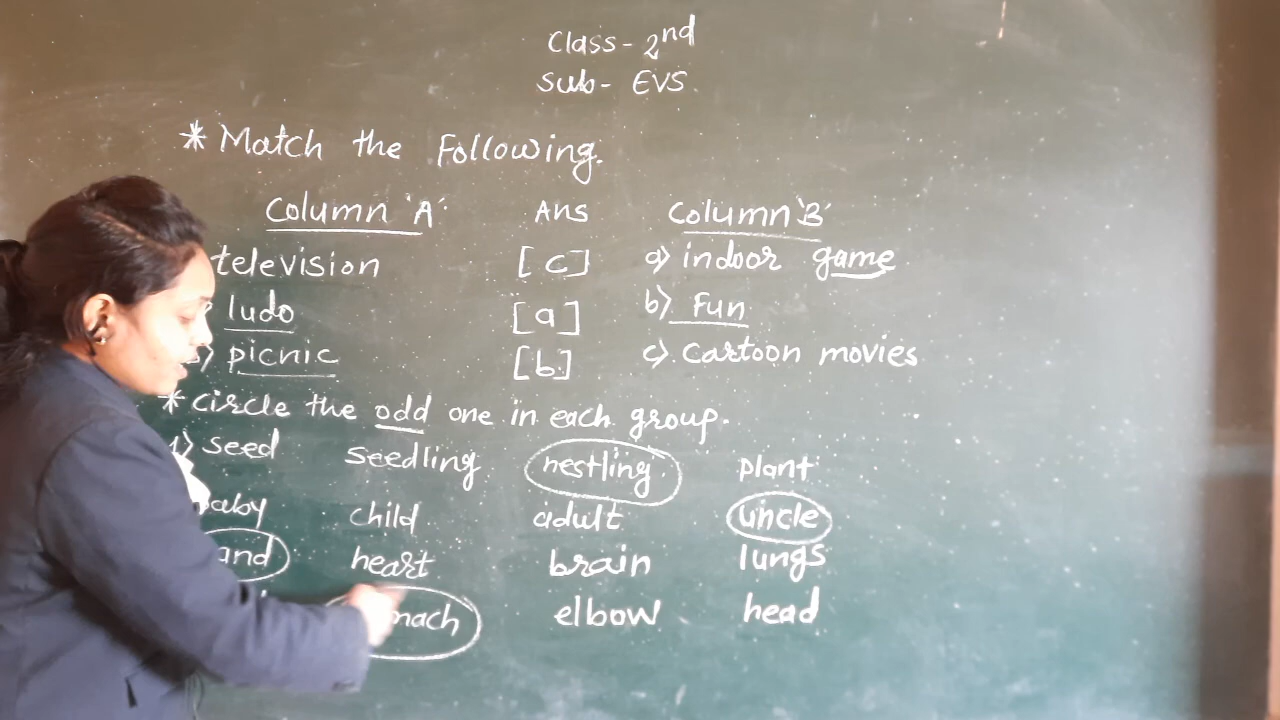 Class - 2nd
Sub - EVS.
* Match the Following.
Column 'A' Ans Column 'B'
television [c] a) indoor game
ludo [a] b) Fun
) picnic [b] c) cartoon movies
* circle the odd one in each group.
1) seed seedling nestling plant
aby child adult uncle
and heart brain lungs
mach elbow head